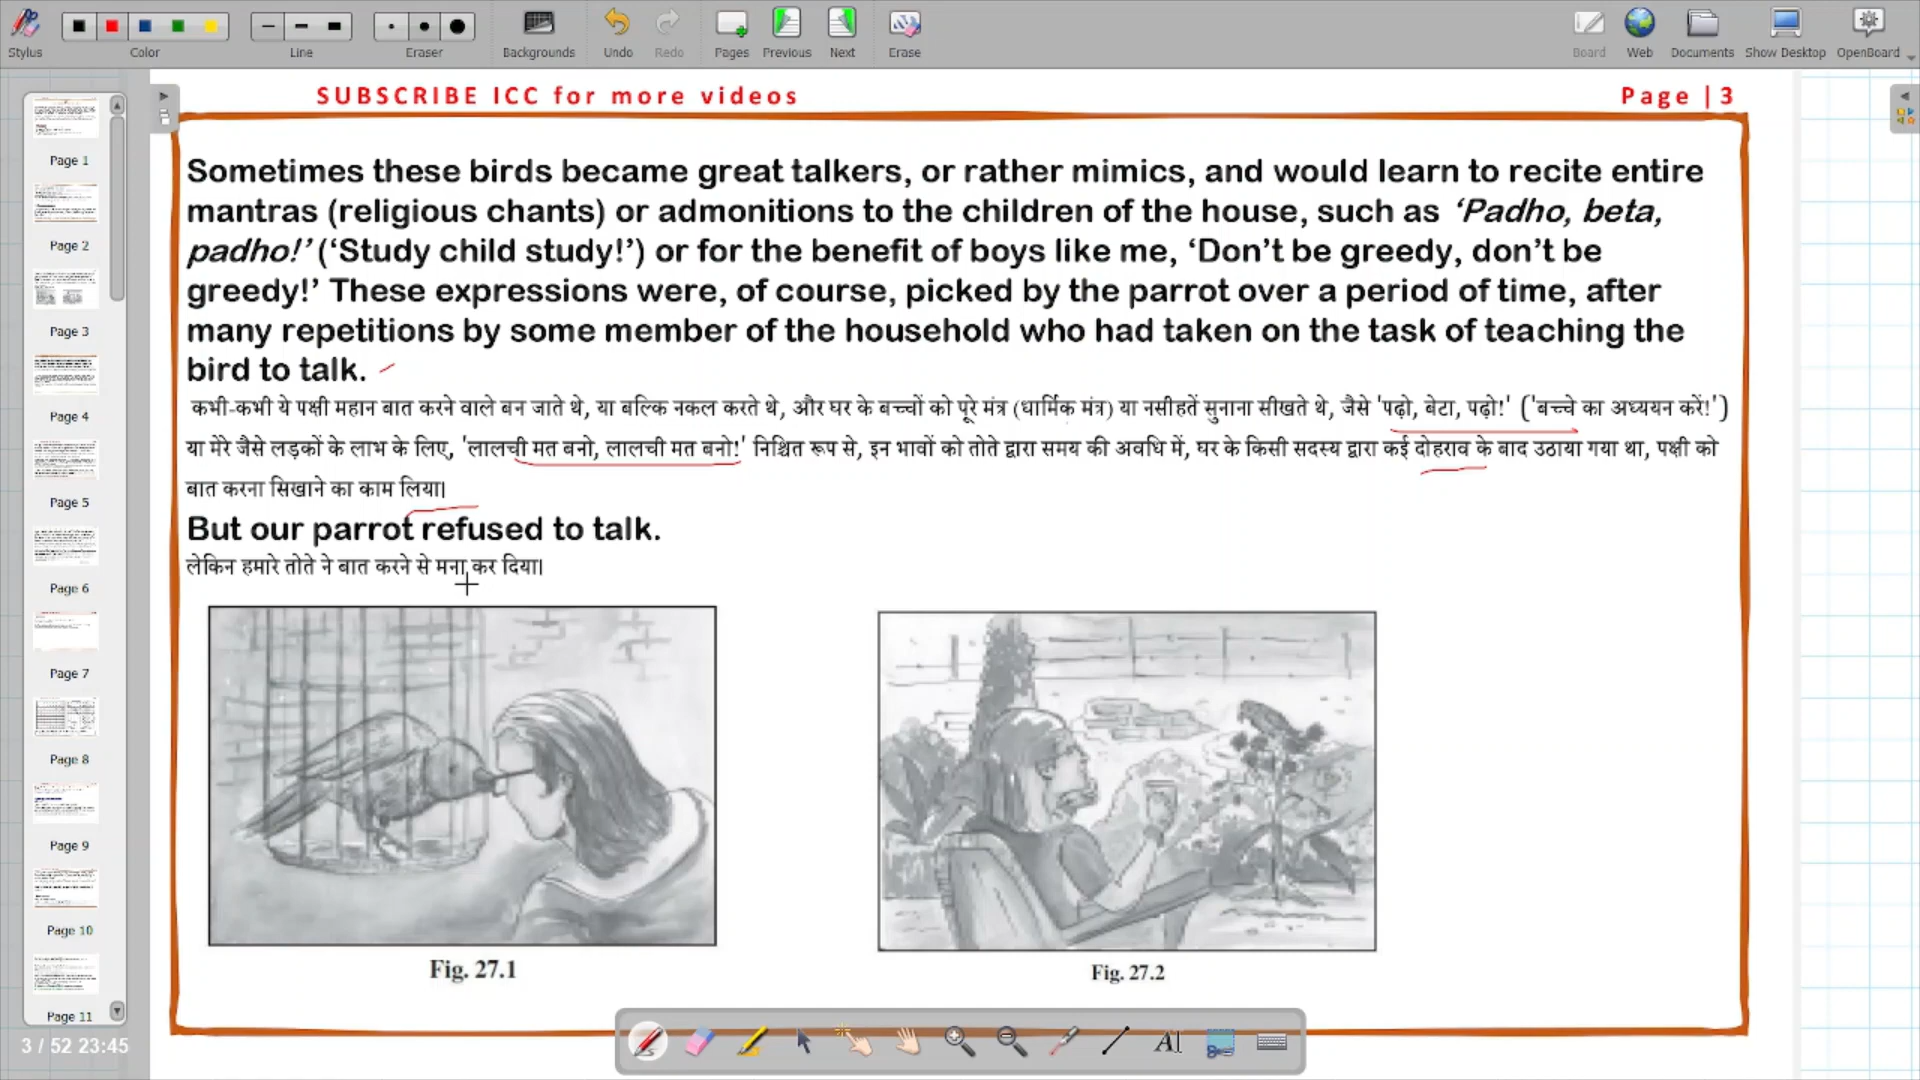 Stylus
Color
Line
Eraser
Backgrounds
Undo
Redo
Pages
Previous
Next
Erase
Board
Web
Documents
Show Desktop
OpenBoard
SUBSCRIBE ICC for more videos
Page | 3
Sometimes these birds became great talkers, or rather mimics, and would learn to recite entire
mantras (religious chants) or admonitions to the children of the house, such as ‘Padho, beta,
padho!’ (‘Study child study!’) or for the benefit of boys like me, ‘Don’t be greedy, don’t be
greedy!’ These expressions were, of course, picked by the parrot over a period of time, after
many repetitions by some member of the household who had taken on the task of teaching the
bird to talk.
कभी-कभी ये पक्षी महान बात करने वाले बन जाते थे, या बल्कि नकल करते थे, और घर के बच्चों को पूरे मंत्र (धार्मिक मंत्र) या नसीहतें सुनाना सीखते थे, जैसे 'पढ़ो, बेटा, पढ़ो!' ('बच्चे का अध्ययन करें!')
या मेरे जैसे लड़कों के लाभ के लिए, 'लालची मत बनो, लालची मत बनो!' निश्चित रूप से, इन भावों को तोते द्वारा समय की अवधि में, घर के किसी सदस्य द्वारा कई दोहराव के बाद उठाया गया था, पक्षी को
बात करना सिखाने का काम लिया।
But our parrot refused to talk.
लेकिन हमारे तोते ने बात करने से मना कर दिया।
Fig. 27.1
Fig. 27.2
Page 1
Page 2
Page 3
Page 4
Page 5
Page 6
Page 7
Page 8
Page 9
Page 10
Page 11
3 / 52 23:45